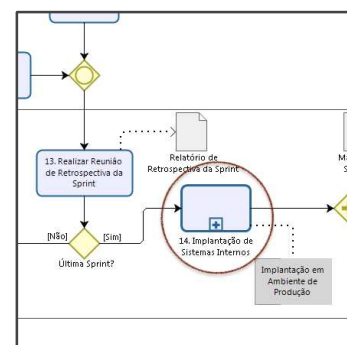 13. Realizar Reunião
de Retrospectiva da
Sprint
Relatório de
Retrospectiva da Sprint
[Não]
[Sim]
Última Sprint?
14. Implantação de
Sistemas Internos
Implantação em
Ambiente de
Produção